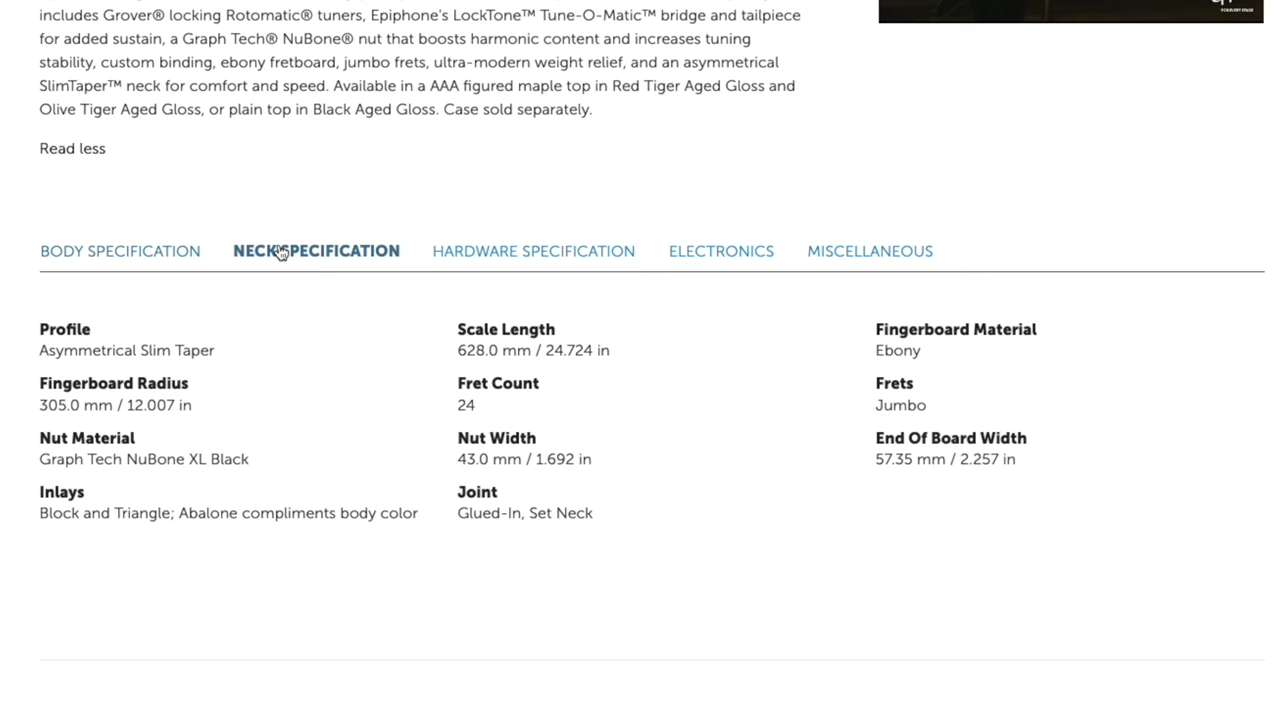 includes Grover® locking Rotomatic® tuners, Epiphone's LockTone™ Tune-O-Matic™ bridge and tailpiece
for added sustain, a Graph Tech® NuBone® nut that boosts harmonic content and increases tuning
stability, custom binding, ebony fretboard, jumbo frets, ultra-modern weight relief, and an asymmetrical
SlimTaper™ neck for comfort and speed. Available in a AAA figured maple top in Red Tiger Aged Gloss and
Olive Tiger Aged Gloss, or plain top in Black Aged Gloss. Case sold separately.
Read less
BODY SPECIFICATION NECK SPECIFICATION HARDWARE SPECIFICATION ELECTRONICS MISCELLANEOUS
Profile
Asymmetrical Slim Taper
Scale Length
628.0 mm / 24.724 in
Fingerboard Material
Ebony
Fingerboard Radius
305.0 mm / 12.007 in
Fret Count
24
Frets
Jumbo
Nut Material
Graph Tech NuBone XL Black
Nut Width
43.0 mm / 1.692 in
End Of Board Width
57.35 mm / 2.257 in
Inlays
Block and Triangle; Abalone compliments body color
Joint
Glued-In, Set Neck